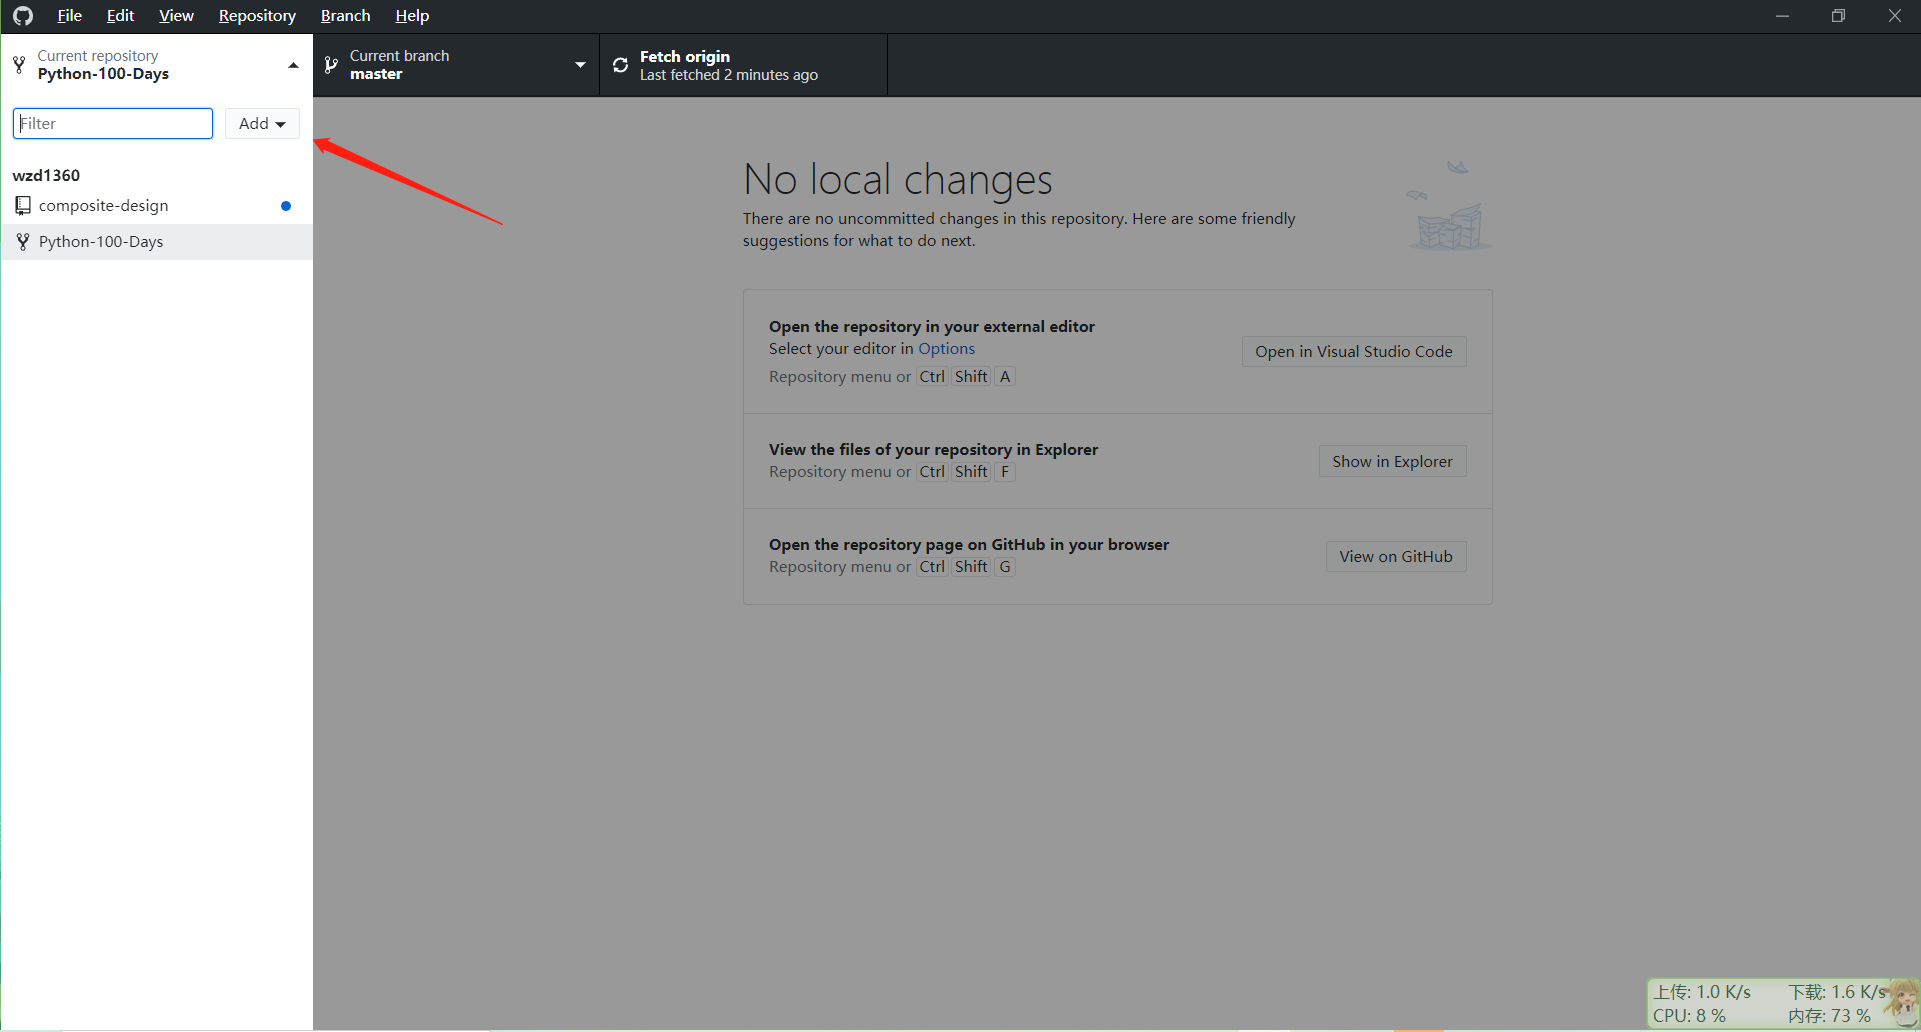 File Edit View Repository Branch Help
Current repository
Python-100-Days
Current branch
master
Fetch origin
Last fetched 2 minutes ago
Filter
Add
wzd1360
composite-design
Python-100-Days
No local changes
There are no uncommitted changes in this repository. Here are some friendly
suggestions for what to do next.
Open the repository in your external editor
Select your editor in Options
Repository menu or Ctrl Shift A
Open in Visual Studio Code
View the files of your repository in Explorer
Repository menu or Ctrl Shift F
Show in Explorer
Open the repository page on GitHub in your browser
Repository menu or Ctrl Shift G
View on GitHub
上传: 1.0 K/s 下载: 1.6 K/s
CPU: 8 % 内存: 73 %